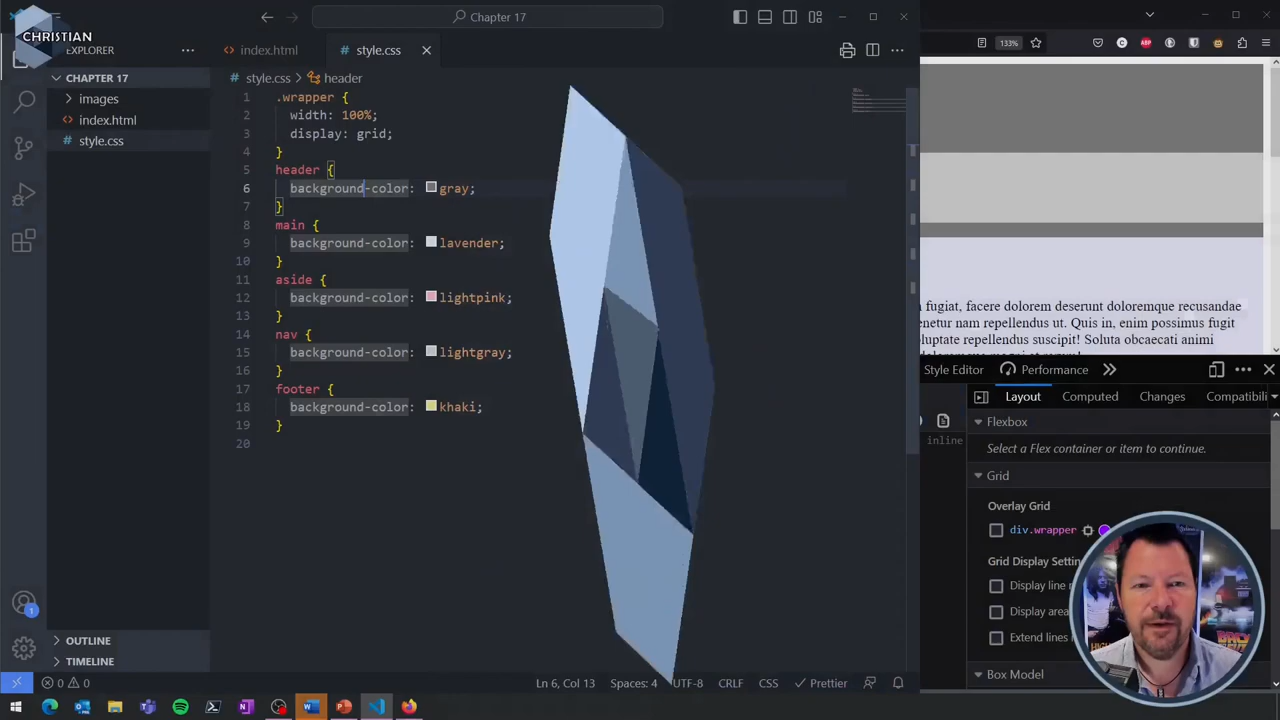 CHRISTIAN
Chapter 17
EXPLORER
index.html
style.css
133%
CHAPTER 17
style.css
header
images
index.html
style.css
1 .wrapper {
2 width: 100%;
3 display: grid;
4 }
5 header {
6 background-color: gray;
7 }
8 main {
9 background-color: lavender;
10 }
11 aside {
12 background-color: lightpink;
13 }
14 nav {
15 background-color: lightgray;
16 }
17 footer {
18 background-color: khaki;
19 }
20
fugiat, facere dolorem deserunt doloremque recusandae
enetur nam repellendus ut. Quis in, enim possimus fugit
oluptate repellendus suscipit! Soluta obcaecati animi
Style Editor
Performance
Layout
Computed
Changes
Compatibili
inline
Flexbox
Select a Flex container or item to continue.
Grid
Overlay Grid
div.wrapper
Grid Display Setti
Display line
Display area
Extend lines
Box Model
OUTLINE
TIMELINE
0 0
Ln 6, Col 13
Spaces: 4
UTF-8
CRLF
CSS
Prettier